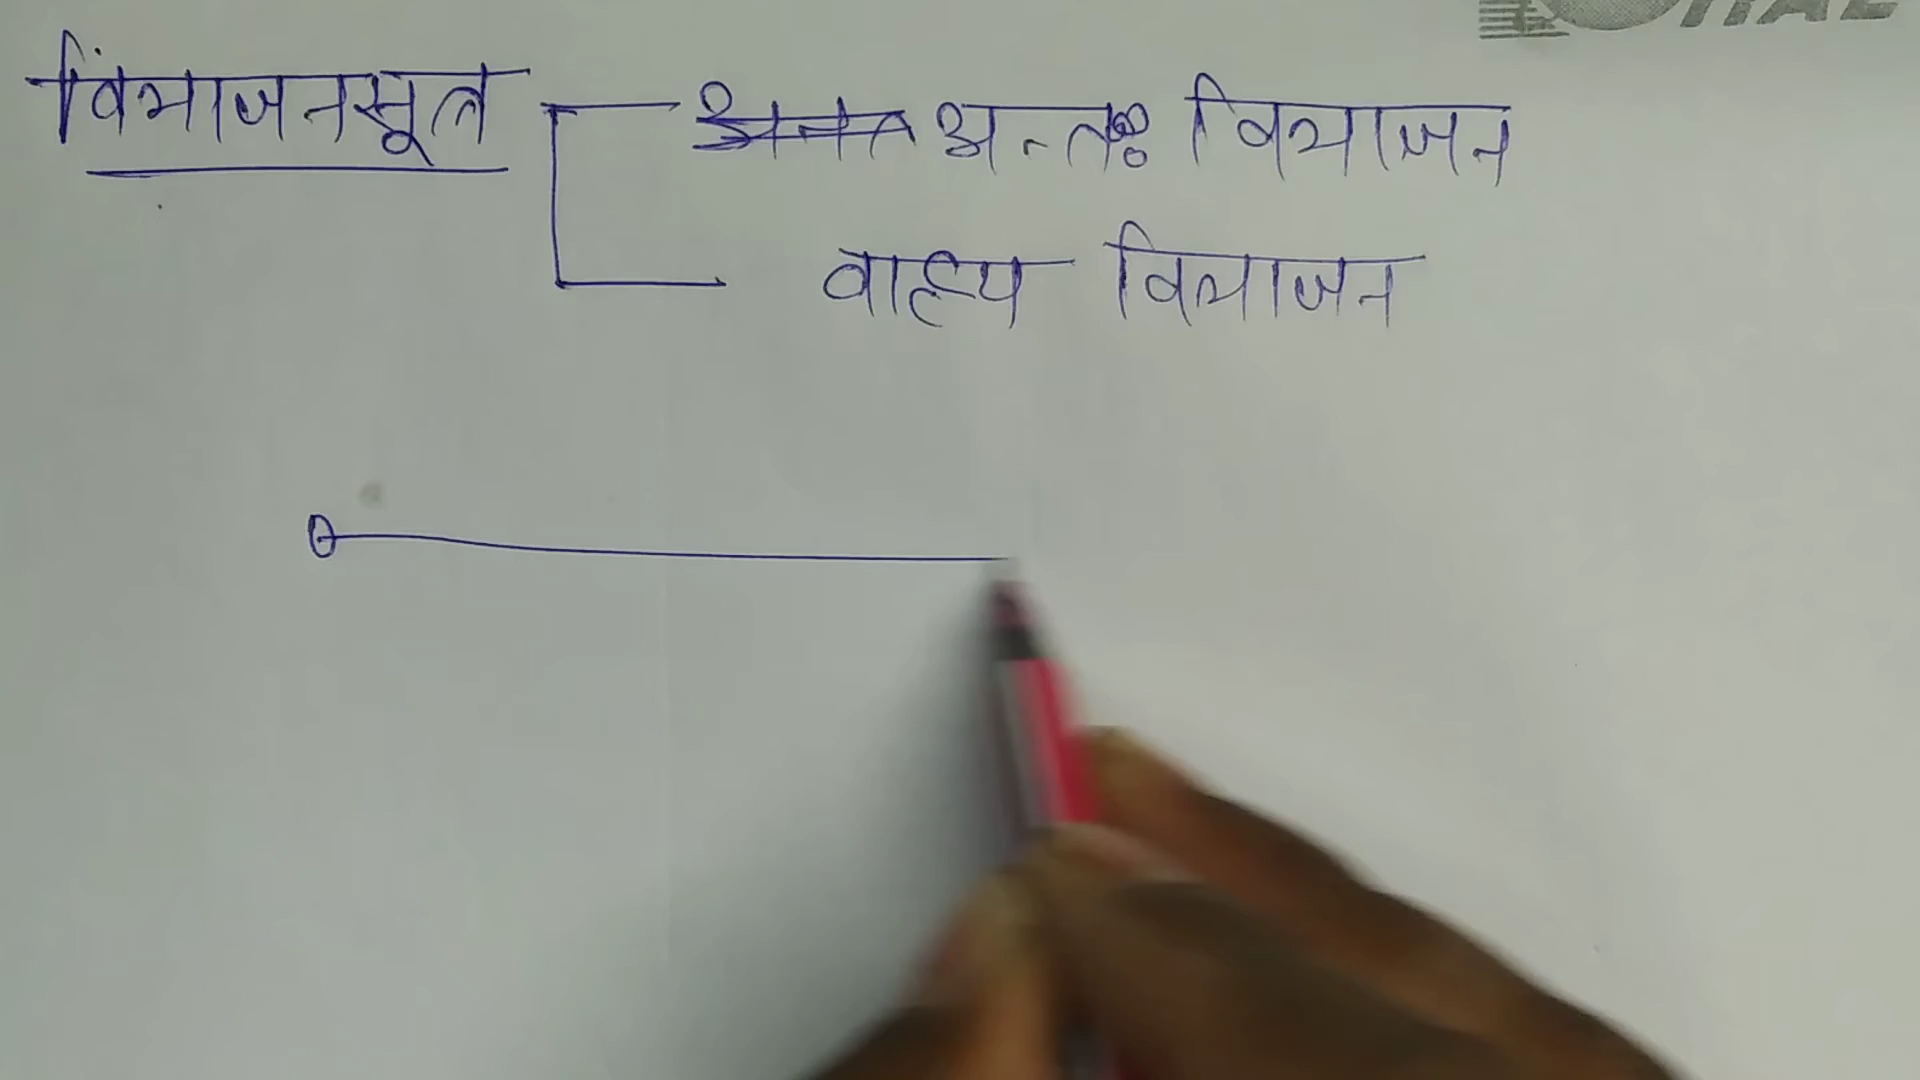 विभाजनसूत्र
अन्तः विभाजन
वाह्य विभाजन